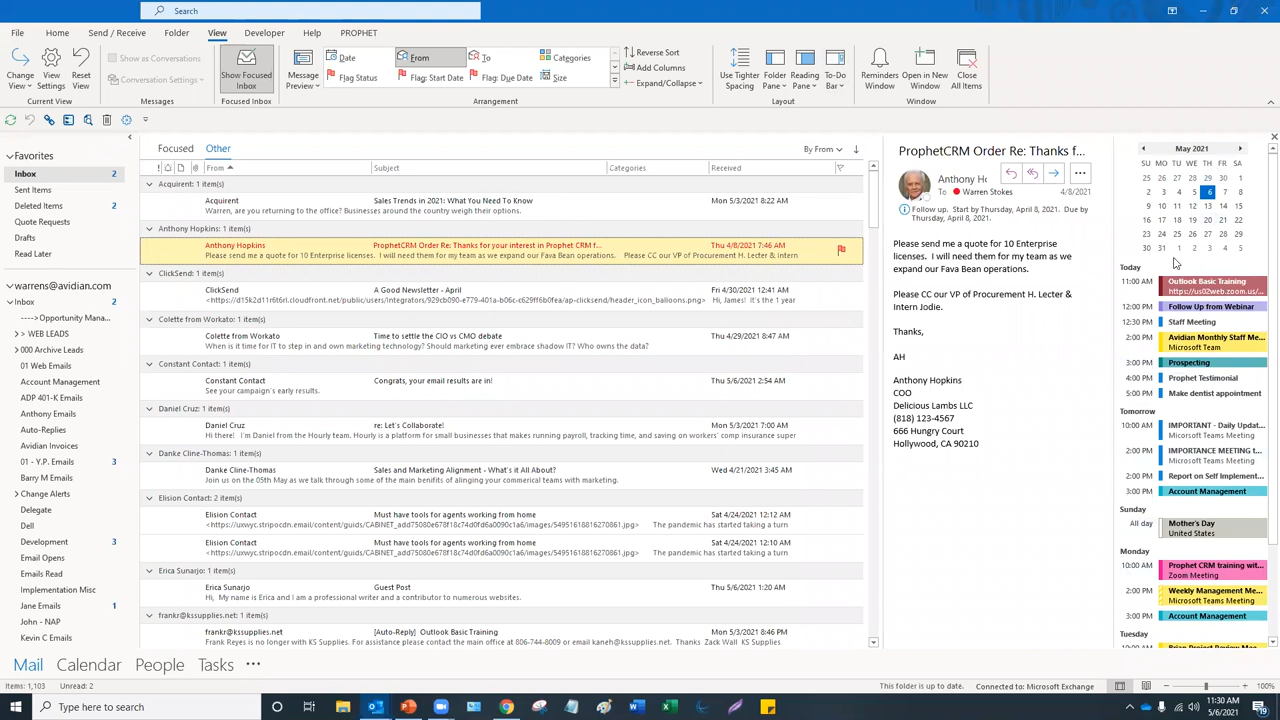 Search
File Home Send / Receive Folder View Developer Help PROPHET
Change View
View Settings
Reset View
Current View
Show as Conversations
Conversation Settings
Messages
Show Focused Inbox
Focused Inbox
Message Preview
Date From To Categories
Flag Status Flag: Start Date Flag: Due Date Size
Reverse Sort
Add Columns
Expand/Collapse
Arrangement
Use Tighter Spacing
Folder Pane
Reading Pane
To-Do Bar
Layout
Reminders Window
Open in New Window
Close All Items
Window
Favorites
Inbox 2
Sent Items
Deleted Items 2
Quote Requests
Drafts
Read Later
warrens@avidian.com
Inbox 2
---->Opportunity Mana...
> WEB LEADS
000 Archive Leads
01 Web Emails
Account Management
ADP 401-K Emails
Anthony Emails
Auto-Replies
Avidian Invoices
01 - Y.P. Emails 3
Barry M Emails
Change Alerts
Delegate
Dell
Development 3
Email Opens
Emails Read
Implementation Misc
Jane Emails 1
John - NAP
Kevin C Emails
Focused Other
By From
! From Subject Categories Received
Acquirent: 1 item(s)
Acquirent Sales Trends in 2021: What You Need To Know Mon 5/3/2021 8:22 AM
Warren, are you returning to the office? Businesses around the country weigh their options.
Anthony Hopkins: 1 item(s)
Anthony Hopkins ProphetCRM Order Re: Thanks for your interest in Prophet CRM f... Thu 4/8/2021 7:46 AM
Please send me a quote for 10 Enterprise licenses. I will need them for my team as we expand our Fava Bean operations. Please CC our VP of Procurement H. Lecter & Intern
ClickSend: 1 item(s)
ClickSend A Good Newsletter - April Fri 4/30/2021 12:41 AM
Hi, James! It's the 1 year
Colette from Workato: 1 item(s)
Colette from Workato Time to settle the CIO vs CMO debate Thu 4/29/2021 8:47 AM
When is it time for IT to step in and own marketing technology? Should marketing ever embrace shadow IT? Who owns the data?
Constant Contact: 1 item(s)
Constant Contact Congrats, your email results are in! Thu 5/6/2021 2:54 AM
See your campaign's early results.
Daniel Cruz: 1 item(s)
Daniel Cruz re: Let's Collaborate! Mon 5/3/2021 7:00 AM
Hi there! I'm Daniel from the Hourly team. Hourly is a platform for small businesses that makes running payroll, tracking time, and saving on workers' comp insurance super
Danke Cline-Thomas: 1 item(s)
Danke Cline-Thomas Sales and Marketing Alignment - What's it All About? Wed 4/21/2021 3:45 AM
Join us on the 05th May as we talk through some of the main benifits of alinging your commerical teams with marketing.
Elision Contact: 2 item(s)
Elision Contact Must have tools for agents working from home Sat 4/24/2021 12:12 AM
The pandemic has started taking a turn
Elision Contact Must have tools for agents working from home Sat 4/24/2021 12:12 AM
The pandemic has started taking a turn
Erica Sunarjo: 1 item(s)
Erica Sunarjo Guest Post Thu 5/6/2021 1:20 AM
Hi, My name is Erica and I am a professional writer and a contributor to numerous websites.
frankr@kssupplies.net: 1 item(s)
frankr@kssupplies.net [Auto-Reply] Outlook Basic Training Mon 5/3/2021 8:46 PM
Frank Reyes is no longer with KS Supplies. For assistance please contact the main office at 806-744-8009 or email kaneh@kssupplies.net. Thanks Zack Wall KS Supplies
ProphetCRM Order Re: Thanks f...
Anthony Ho
To Warren Stokes 4/8/2021
Follow up. Start by Thursday, April 8, 2021. Due by
Thursday, April 8, 2021.
Please send me a quote for 10 Enterprise
licenses. I will need them for my team as we
expand our Fava Bean operations.
Please CC our VP of Procurement H. Lecter &
Intern Jodie.
Thanks,
AH
Anthony Hopkins
COO
Delicious Lambs LLC
(818) 123-4567
666 Hungry Court
Hollywood, CA 90210
May 2021
SU MO TU WE TH FR SA
25 26 27 28 29 30 1
2 3 4 5 6 7 8
9 10 11 12 13 14 15
16 17 18 19 20 21 22
23 24 25 26 27 28 29
30 31 1 2 3 4 5
Today
11:00 AM Outlook Basic Training
https://us02web.zoom.us/...
12:00 PM Follow Up from Webinar
12:30 PM Staff Meeting
2:00 PM Avidian Monthly Staff Me...
Microsoft Team
3:00 PM Prospecting
4:00 PM Prophet Testimonial
5:00 PM Make dentist appointment
Tomorrow
10:00 AM IMPORTANT - Daily Updat...
Micorsoft Teams Meeting
2:00 PM IMPORTANCE MEETING t...
Microsoft Teams Meeting
2:00 PM Report on Self Implement...
3:00 PM Account Management
Sunday
All day Mother's Day
United States
Monday
10:00 AM Prophet CRM training wit...
Zoom Meeting
2:00 PM Weekly Management Me...
Microsoft Teams Meeting
3:00 PM Account Management
Tuesday
Mail Calendar People Tasks ...
Items: 1,103 Unread: 2
This folder is up to date. Connected to: Microsoft Exchange 100%
Type here to search
11:30 AM
5/6/2021
19